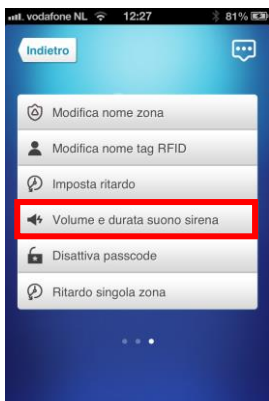 vodafone NL 12:27 81%
Indietro
Modifica nome zona
Modifica nome tag RFID
Imposta ritardo
Volume e durata suono sirena
Disattiva passcode
Ritardo singola zona